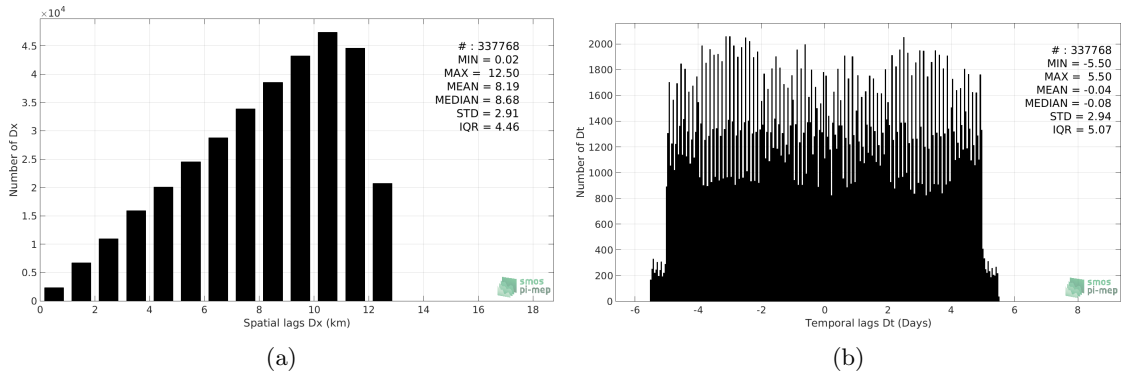 ×10⁴
4.5
4
3.5
3
2.5
2
1.5
1
0.5
0
Number of Dx
0 2 4 6 8 10 12 14 16 18
Spatial lags Dx (km)
# : 337768
MIN = 0.02
MAX = 12.50
MEAN = 8.19
MEDIAN = 8.68
STD = 2.91
IQR = 4.46
smos
pi-mep
(a)
2000
1800
1600
1400
1200
1000
800
600
400
200
0
Number of Dt
-6 -4 -2 0 2 4 6 8
Temporal lags Dt (Days)
# : 337768
MIN = -5.50
MAX = 5.50
MEAN = -0.04
MEDIAN = -0.08
STD = 2.94
IQR = 5.07
smos
pi-mep
(b)